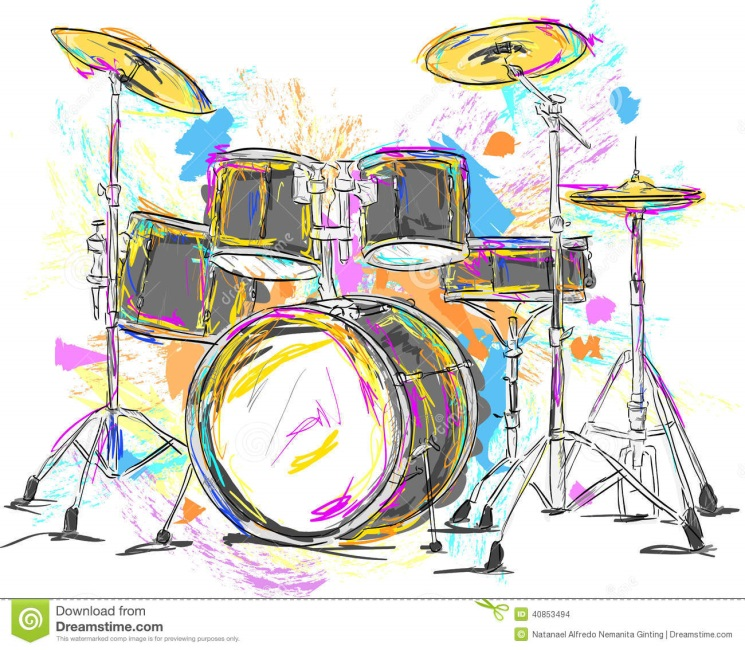 Download from
Dreamstime.com
This watermarked comp image is for previewing purposes only.
ID 40853494
© Natanael Alfredo Nemanita Ginting | Dreamstime.com